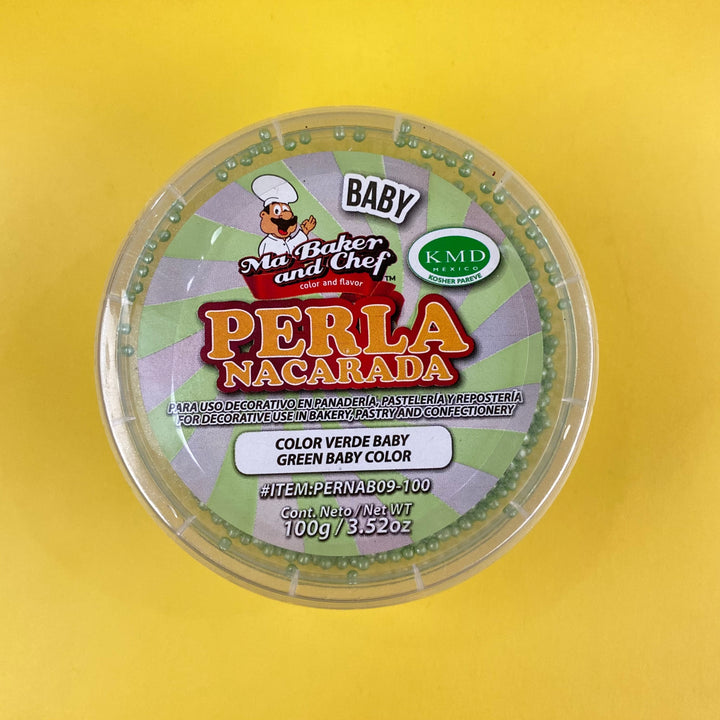 BABY
Ma Baker
and Chef™
color and flavor
KMD
MEXICO
KOSHER PAREVE
PERLA
NACARADA
PARA USO DECORATIVO EN PANADERÍA, PASTELERÍA Y REPOSTERÍA
FOR DECORATIVE USE IN BAKERY, PASTRY AND CONFECTIONERY
COLOR VERDE BABY
GREEN BABY COLOR
#ITEM:PERNAB09-100
Cont. Neto / Net WT
100g / 3.52oz